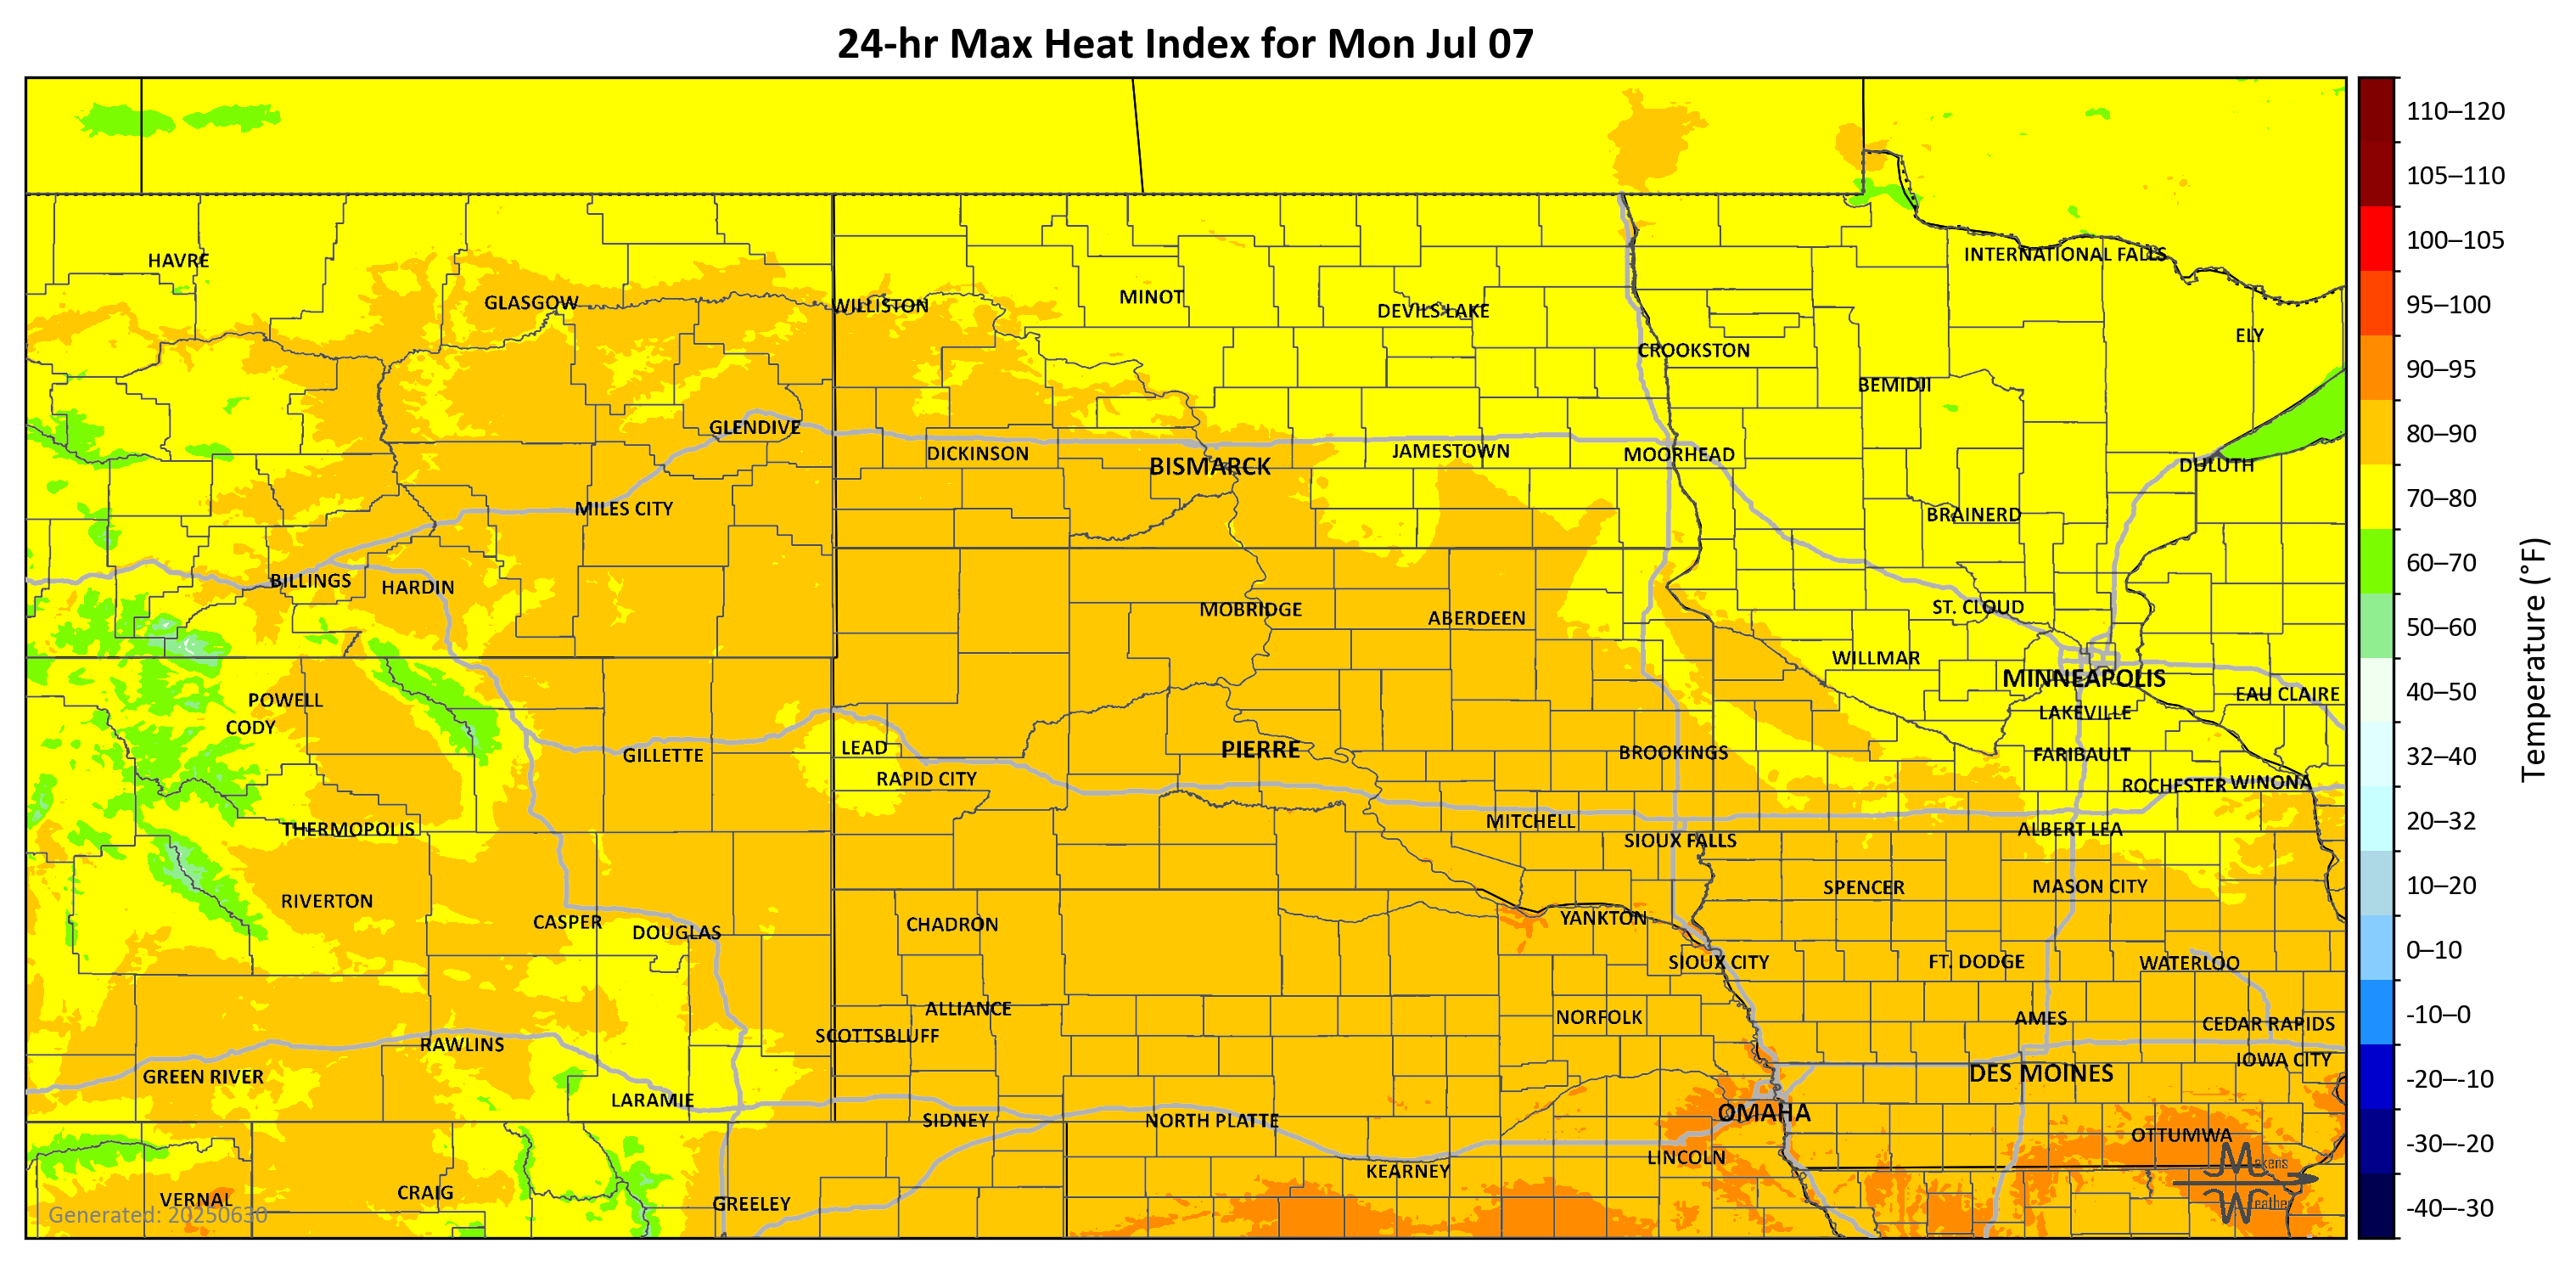 24-hr Max Heat Index for Mon Jul 07
110–120
105–110
100–105
95–100
90–95
80–90
70–80
60–70
50–60
40–50
32–40
20–32
10–20
0–10
-10–0
-20–-10
-30–-20
-40–-30
Temperature (°F)
HAVRE
INTERNATIONAL FALLS
GLASGOW
WILLISTON
MINOT
DEVILS LAKE
ELY
CROOKSTON
BEMIDJI
GLENDIVE
DICKINSON
BISMARCK
JAMESTOWN
MOORHEAD
DULUTH
MILES CITY
BRAINERD
BILLINGS
HARDIN
MOBRIDGE
ABERDEEN
ST. CLOUD
WILLMAR
MINNEAPOLIS
EAU CLAIRE
POWELL
CODY
LAKEVILLE
GILLETTE
LEAD
PIERRE
BROOKINGS
FARIBAULT
RAPID CITY
ROCHESTER
WINONA
THERMOPOLIS
MITCHELL
SIOUX FALLS
ALBERT LEA
RIVERTON
SPENCER
MASON CITY
CASPER
DOUGLAS
CHADRON
YANKTON
SIOUX CITY
FT. DODGE
WATERLOO
ALLIANCE
NORFOLK
AMES
CEDAR RAPIDS
SCOTTSBLUFF
RAWLINS
IOWA CITY
GREEN RIVER
DES MOINES
LARAMIE
OMAHA
SIDNEY
NORTH PLATTE
OTTUMWA
LINCOLN
KEARNEY
VERNAL
CRAIG
GREELEY
Generated: 20250630
Makens
Weather